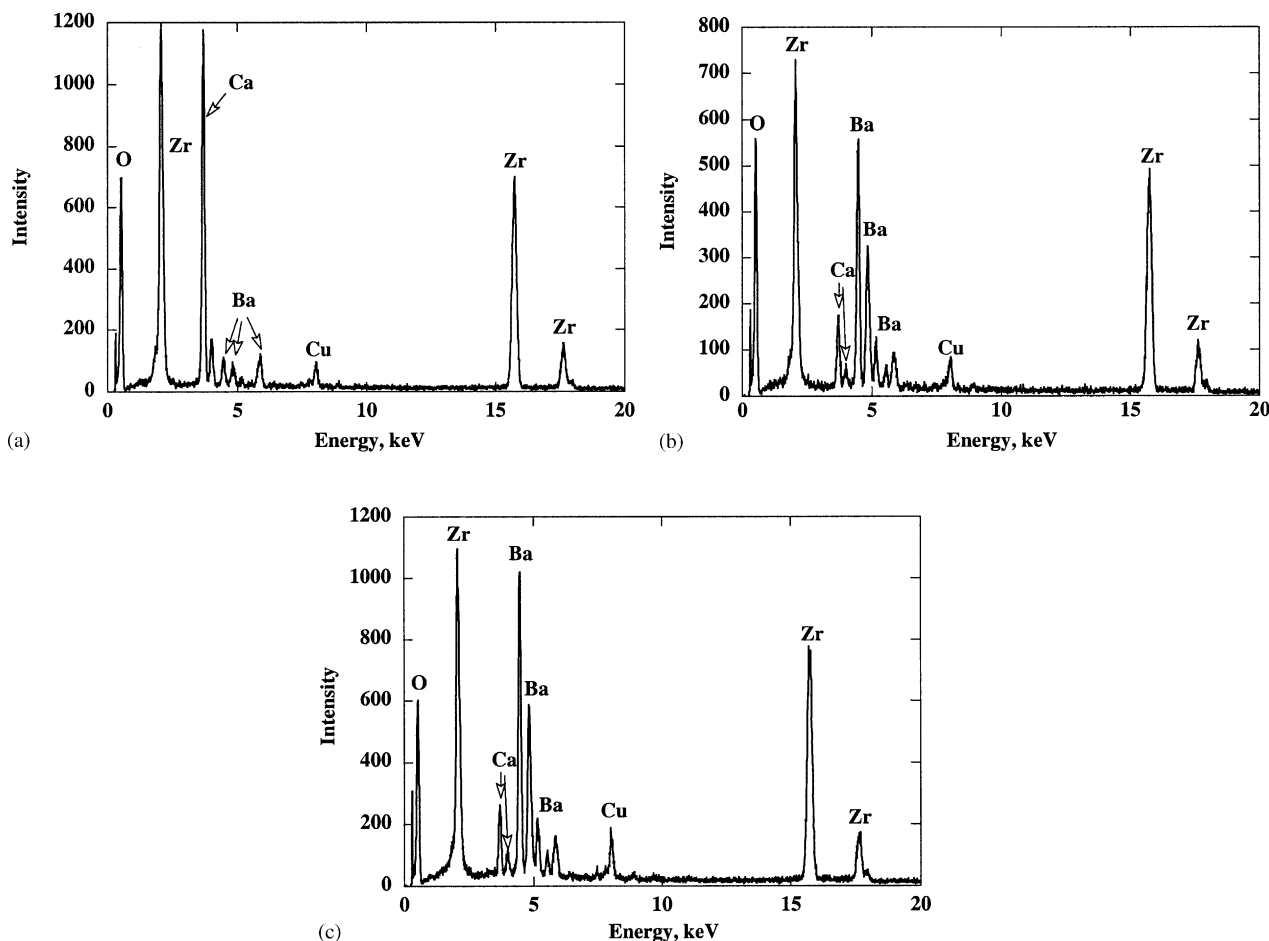 1200
1000
800
600
400
200
0
Intensity
O
Zr
Ca
Ba
Cu
Zr
Zr
0 5 10 15 20
Energy, keV
(a)
800
700
600
500
400
300
200
100
0
Intensity
O
Zr
Ca
Ba
Ba
Ba
Cu
Zr
Zr
0 5 10 15 20
Energy, keV
(b)
1200
1000
800
600
400
200
0
Intensity
O
Zr
Ca
Ba
Ba
Ba
Cu
Zr
Zr
0 5 10 15 20
Energy, keV
(c)